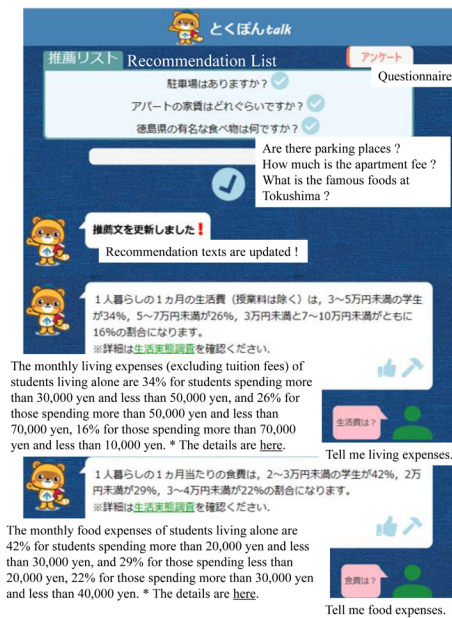 とくぽんtalk
推薦リスト Recommendation List
アンケート
Questionnaire
駐車場はありますか？
アパートの家賃はどれぐらいですか？
徳島県の有名な食べ物は何ですか？
Are there parking places ?
How much is the apartment fee ?
What is the famous foods at
Tokushima ?
推薦文を更新しました❗
Recommendation texts are updated !
１人暮らしの１ヵ月の生活費（授業料は除く）は，3～5万円未満の学生
が34%，5～7万円未満が26%，3万円未満と7～10万円未満がともに
16%の割合になります。
※詳細は生活実態調査を確認ください．
The monthly living expenses (excluding tuition fees) of
students living alone are 34% for students spending more
than 30,000 yen and less than 50,000 yen, and 26% for
those spending more than 50,000 yen and less than
70,000 yen, 16% for those spending more than 70,000
yen and less than 10,000 yen. * The details are here.
生活費は？
Tell me living expenses.
１人暮らしの１ヵ月当たりの食費は，2～3万円未満の学生が42%，2万
円未満が29%，3～4万円未満が22%の割合になります。
※詳細は生活実態調査を確認ください．
The monthly food expenses of students living alone are
42% for students spending more than 20,000 yen and less
than 30,000 yen, and 29% for those spending less than
20,000 yen, 22% for those spending more than 30,000 yen
and less than 40,000 yen. * The details are here.
食費は？
Tell me food expenses.